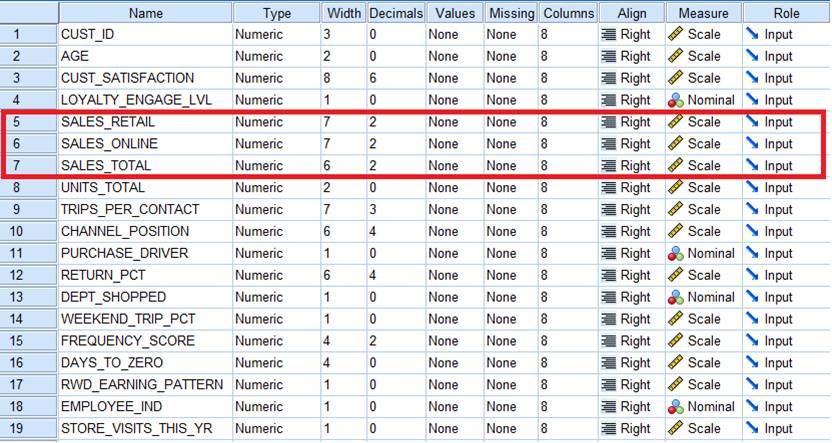 Name Type Width Decimals Values Missing Columns Align Measure Role
1 CUST_ID Numeric 3 0 None None 8 Right Scale Input
2 AGE Numeric 2 0 None None 8 Right Scale Input
3 CUST_SATISFACTION Numeric 8 6 None None 8 Right Scale Input
4 LOYALTY_ENGAGE_LVL Numeric 1 0 None None 8 Right Nominal Input
5 SALES_RETAIL Numeric 7 2 None None 8 Right Scale Input
6 SALES_ONLINE Numeric 7 2 None None 8 Right Scale Input
7 SALES_TOTAL Numeric 6 2 None None 8 Right Scale Input
8 UNITS_TOTAL Numeric 2 0 None None 8 Right Scale Input
9 TRIPS_PER_CONTACT Numeric 7 3 None None 8 Right Scale Input
10 CHANNEL_POSITION Numeric 6 4 None None 8 Right Scale Input
11 PURCHASE_DRIVER Numeric 1 0 None None 8 Right Nominal Input
12 RETURN_PCT Numeric 6 4 None None 8 Right Scale Input
13 DEPT_SHOPPED Numeric 1 0 None None 8 Right Nominal Input
14 WEEKEND_TRIP_PCT Numeric 1 0 None None 8 Right Scale Input
15 FREQUENCY_SCORE Numeric 4 2 None None 8 Right Scale Input
16 DAYS_TO_ZERO Numeric 4 0 None None 8 Right Scale Input
17 RWD_EARNING_PATTERN Numeric 1 0 None None 8 Right Scale Input
18 EMPLOYEE_IND Numeric 1 0 None None 8 Right Nominal Input
19 STORE_VISITS_THIS_YR Numeric 1 0 None None 8 Right Scale Input